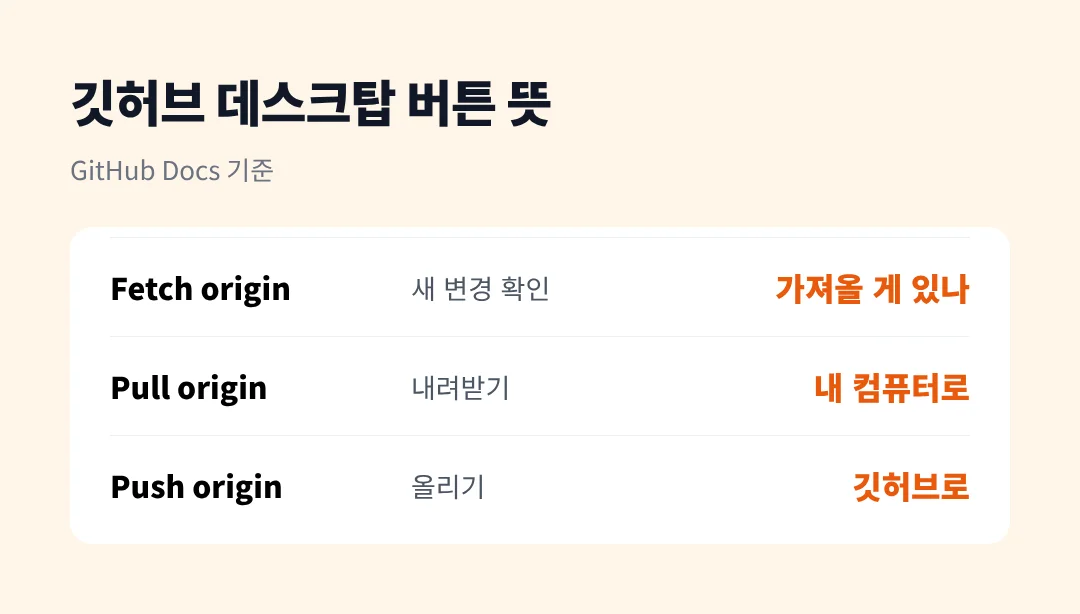 깃허브 데스크탑 버튼 뜻
GitHub Docs 기준
Fetch origin 새 변경 확인 가져올 게 있나
Pull origin 내려받기 내 컴퓨터로
Push origin 올리기 깃허브로